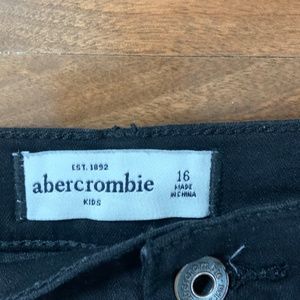 EST. 1892
abercrombie
KIDS
16
MADE
IN CHINA